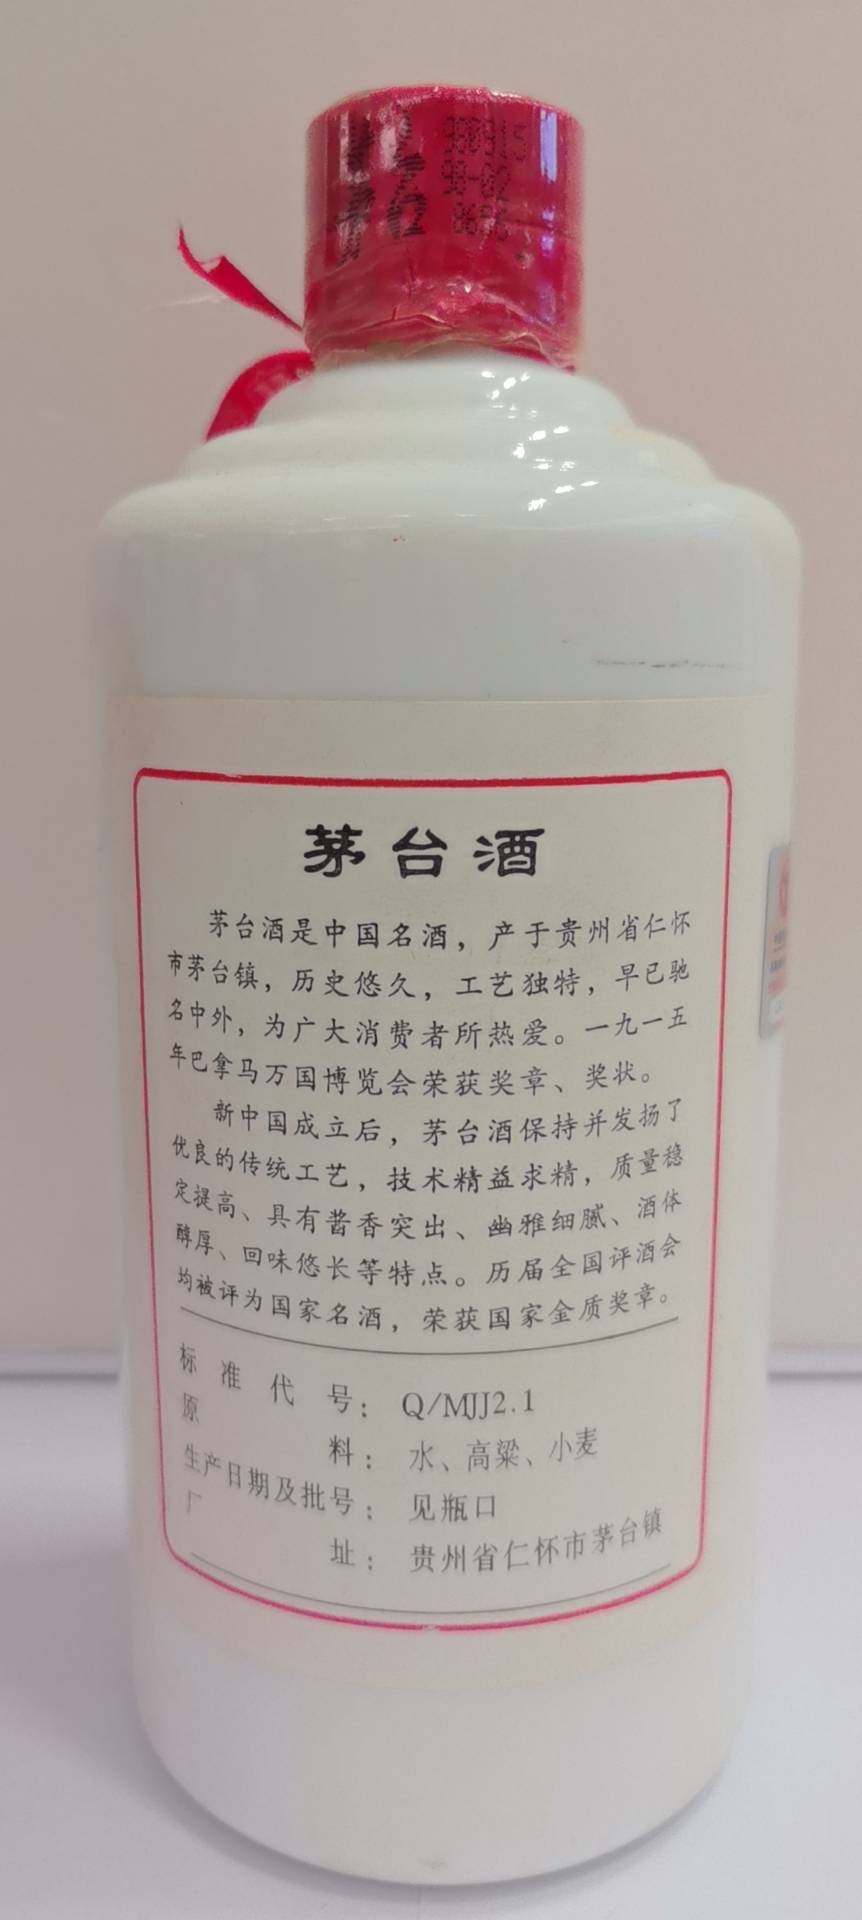 980915
98-02
茅台酒
茅台酒是中国名酒，产于贵州省仁怀
市茅台镇，历史悠久，工艺独特，早已驰
名中外，为广大消费者所热爱。一九一五
年巴拿马万国博览会荣获奖章、奖状。
新中国成立后，茅台酒保持并发扬了
优良的传统工艺，技术精益求精，质量稳
定提高、具有酱香突出、幽雅细腻、酒体
醇厚、回味悠长等特点。历届全国评酒会
均被评为国家名酒，荣获国家金质奖章。
标准代号：Q/MJJ2.1
原料：水、高粱、小麦
生产日期及批号：见瓶口
厂址：贵州省仁怀市茅台镇